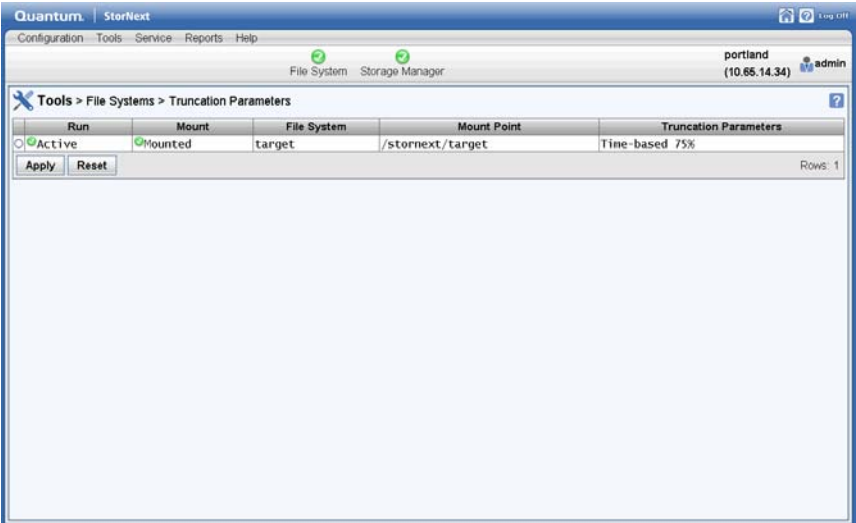 Quantum. StorNext Log Off
Configuration Tools Service Reports Help
File System Storage Manager
portland
(10.65.14.34)
admin
Tools > File Systems > Truncation Parameters
Run Mount File System Mount Point Truncation Parameters
Active Mounted target /stornext/target Time-based 75%
Apply Reset Rows: 1